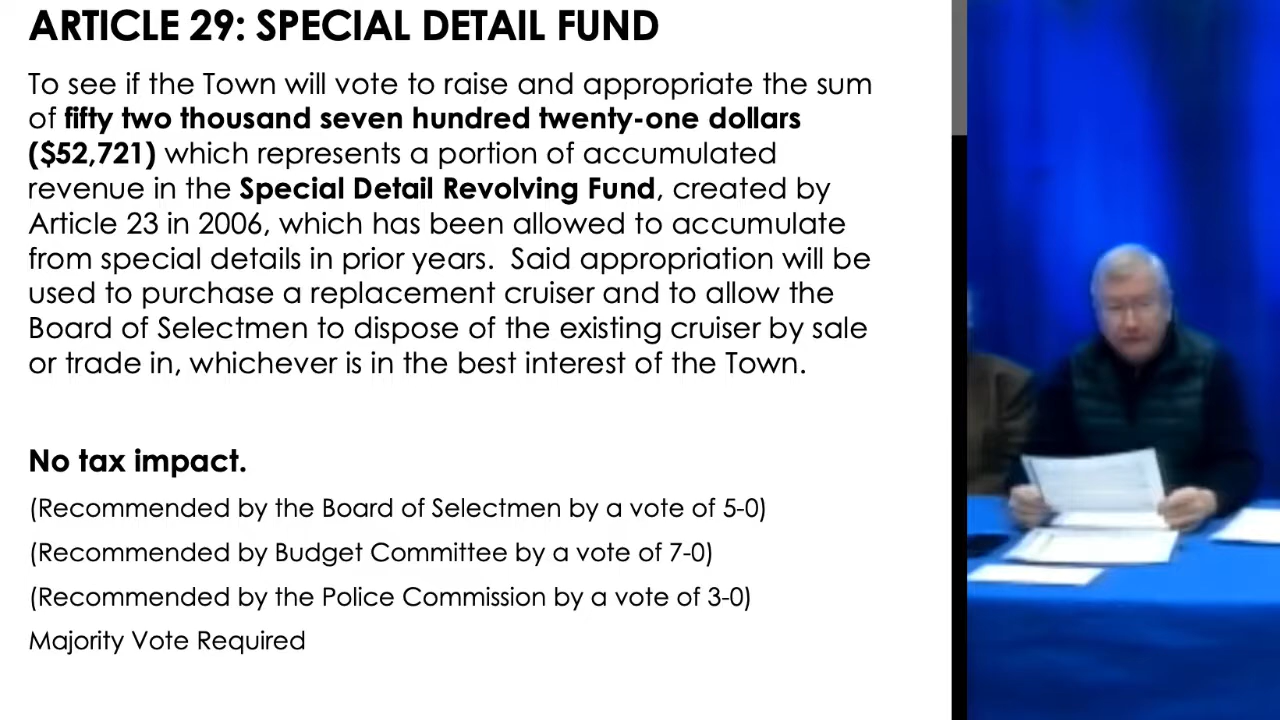 ARTICLE 29: SPECIAL DETAIL FUND
To see if the Town will vote to raise and appropriate the sum
of fifty two thousand seven hundred twenty-one dollars
($52,721) which represents a portion of accumulated
revenue in the Special Detail Revolving Fund, created by
Article 23 in 2006, which has been allowed to accumulate
from special details in prior years.  Said appropriation will be
used to purchase a replacement cruiser and to allow the
Board of Selectmen to dispose of the existing cruiser by sale
or trade in, whichever is in the best interest of the Town.
No tax impact.
(Recommended by the Board of Selectmen by a vote of 5-0)
(Recommended by Budget Committee by a vote of 7-0)
(Recommended by the Police Commission by a vote of 3-0)
Majority Vote Required